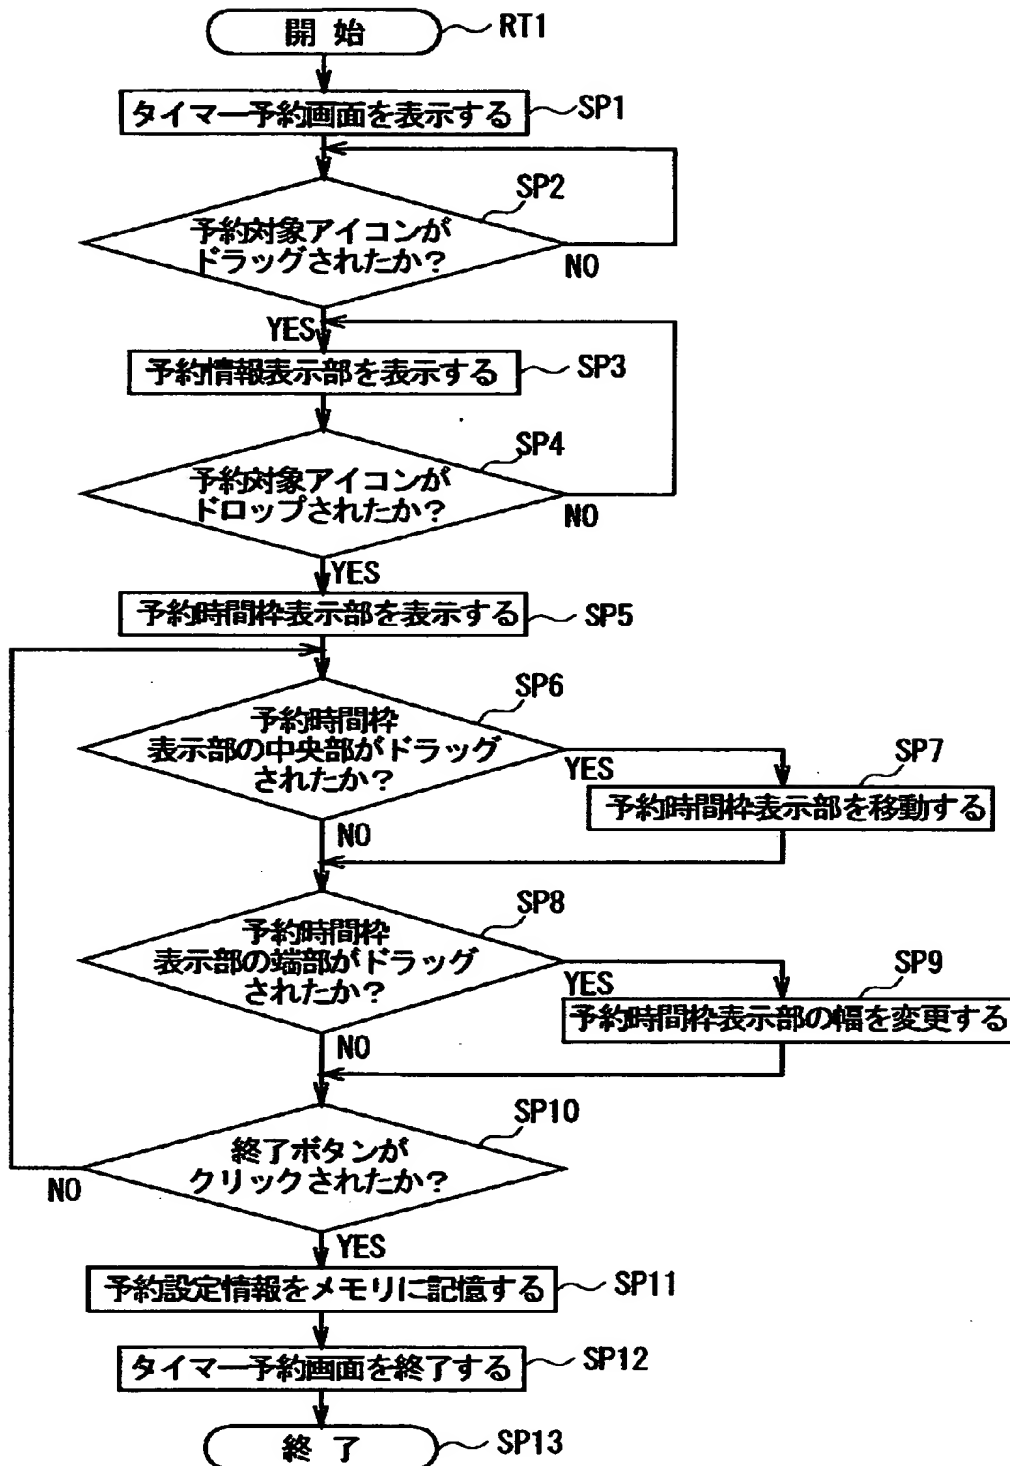 開始
RT1
タイマー予約画面を表示する
SP1
SP2
予約対象アイコンが
ドラッグされたか?
NO
YES
予約情報表示部を表示する
SP3
SP4
予約対象アイコンが
ドロップされたか?
NO
YES
予約時間枠表示部を表示する
SP5
SP6
予約時間枠
表示部の中央部がドラッグ
されたか?
YES
SP7
予約時間枠表示部を移動する
NO
SP8
予約時間枠
表示部の端部がドラッグ
されたか?
YES
SP9
予約時間枠表示部の幅を変更する
NO
SP10
終了ボタンが
クリックされたか?
NO
YES
予約設定情報をメモリに記憶する
SP11
タイマー予約画面を終了する
SP12
終了
SP13